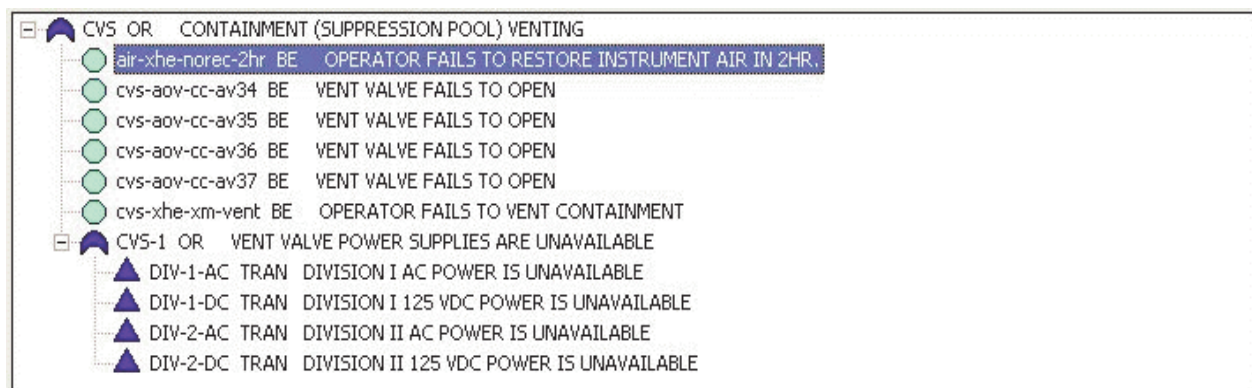 CVS OR CONTAINMENT (SUPPRESSION POOL) VENTING
air-xhe-norec-2hr BE OPERATOR FAILS TO RESTORE INSTRUMENT AIR IN 2HR.
cvs-aov-cc-av34 BE VENT VALVE FAILS TO OPEN
cvs-aov-cc-av35 BE VENT VALVE FAILS TO OPEN
cvs-aov-cc-av36 BE VENT VALVE FAILS TO OPEN
cvs-aov-cc-av37 BE VENT VALVE FAILS TO OPEN
cvs-xhe-xm-vent BE OPERATOR FAILS TO VENT CONTAINMENT
CVS-1 OR VENT VALVE POWER SUPPLIES ARE UNAVAILABLE
DIV-1-AC TRAN DIVISION I AC POWER IS UNAVAILABLE
DIV-1-DC TRAN DIVISION I 125 VDC POWER IS UNAVAILABLE
DIV-2-AC TRAN DIVISION II AC POWER IS UNAVAILABLE
DIV-2-DC TRAN DIVISION II 125 VDC POWER IS UNAVAILABLE